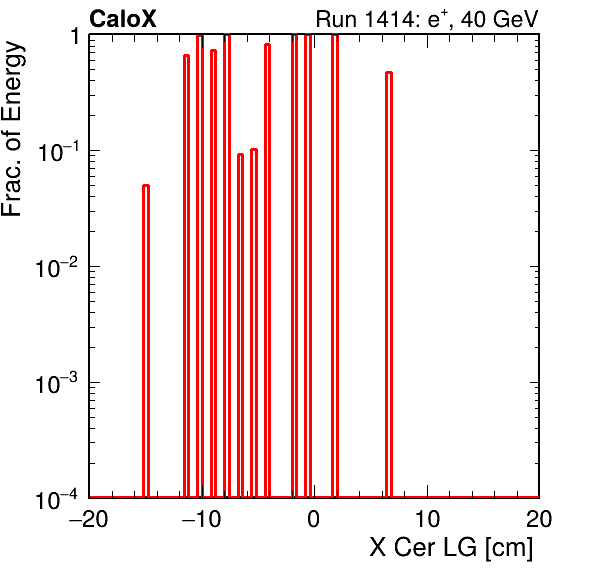 CaloX Run 1414: e⁺, 40 GeV
Frac. of Energy
1
10⁻¹
10⁻²
10⁻³
10⁻⁴
−20 −10 0 10 20
X Cer LG [cm]